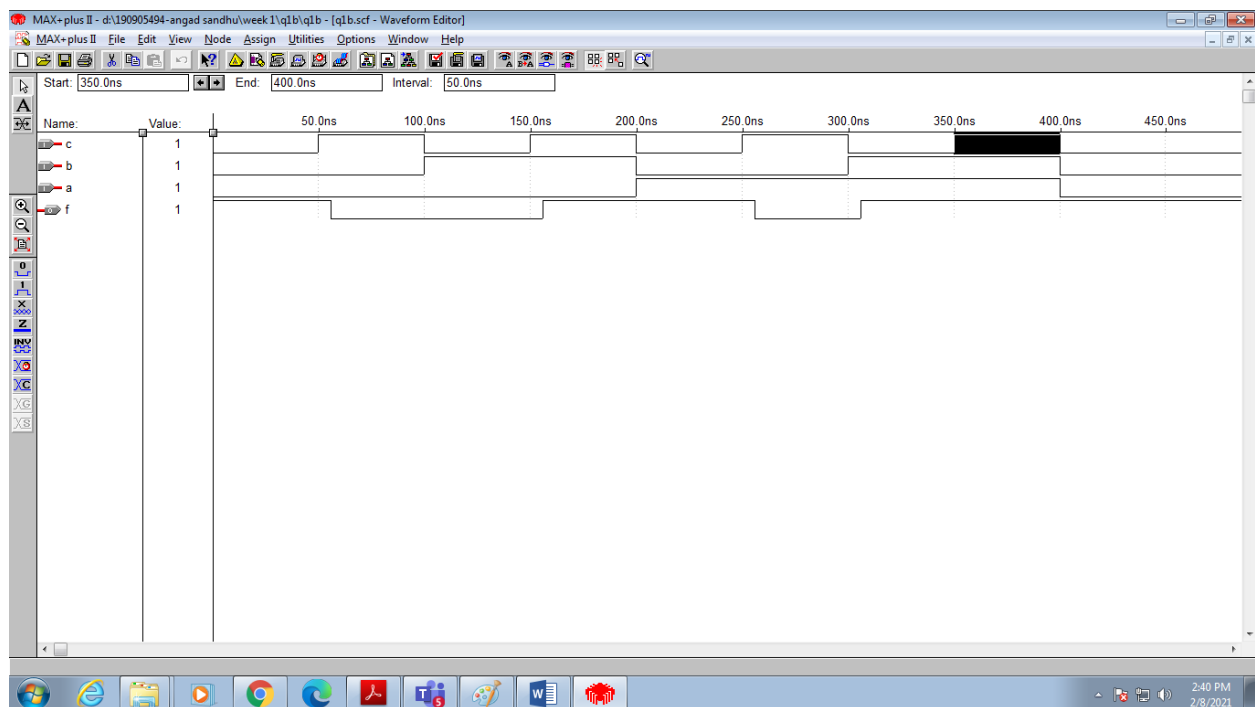 MAX+plus II - d:\190905494-angad sandhu\week 1\q1b\q1b - [q1b.scf - Waveform Editor]
MAX+plus II File Edit View Node Assign Utilities Options Window Help
Start: 350.0ns End: 400.0ns Interval: 50.0ns
Name: Value: 50.0ns 100.0ns 150.0ns 200.0ns 250.0ns 300.0ns 350.0ns 400.0ns 450.0ns
c 1
b 1
a 1
f 1
A
0
1
X
Z
INV
XC
XG
XS
2:40 PM
2/8/2021